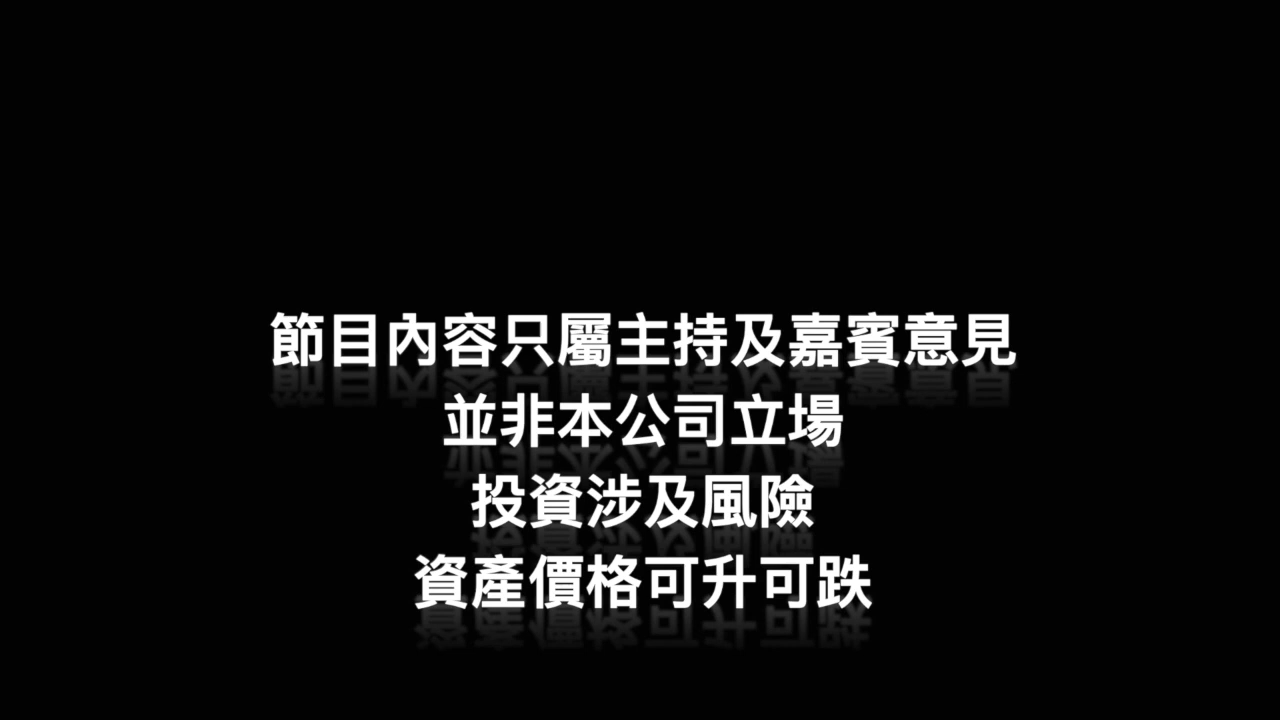 節目內容只屬主持及嘉賓意見
並非本公司立場
投資涉及風險
資產價格可升可跌